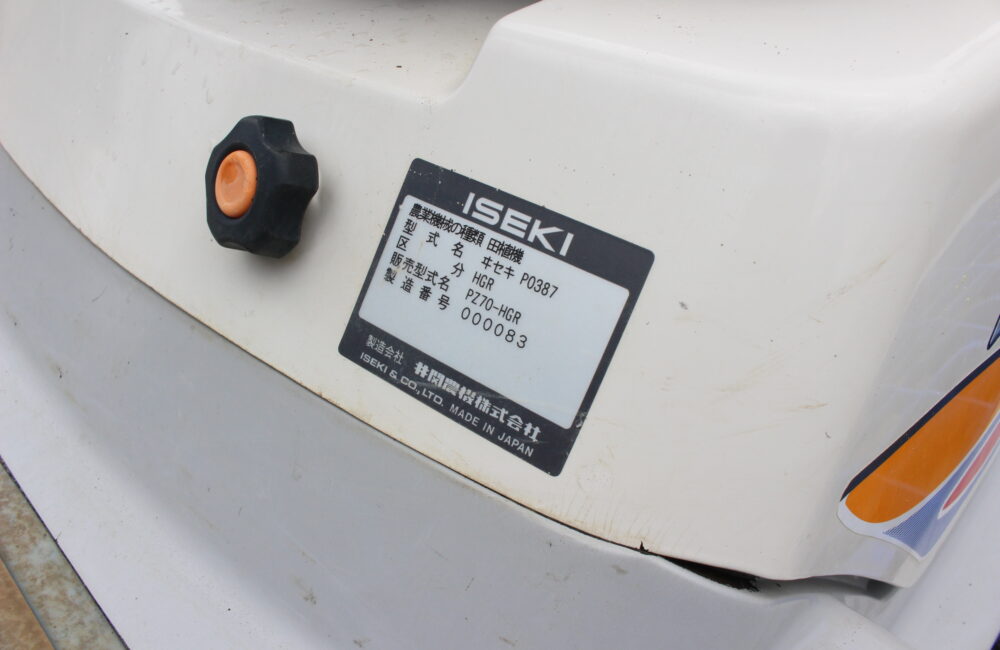 ISEKI
農業機械の種類 田植機
型式名 ヰセキ P0387
区分 HGR
販売型式名 PZ70-HGR
製造番号 000083
製造会社 井関農機株式会社
ISEKI & CO., LTD. MADE IN JAPAN